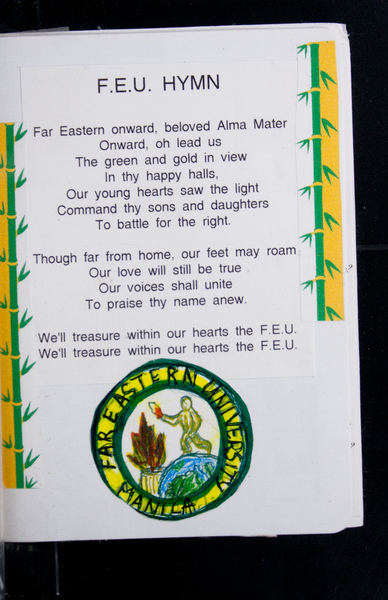 F.E.U. HYMN
Far Eastern onward, beloved Alma Mater
Onward, oh lead us
The green and gold in view
In thy happy halls,
Our young hearts saw the light
Command thy sons and daughters
To battle for the right.
Though far from home, our feet may roam
Our love will still be true
Our voices shall unite
To praise thy name anew.
We'll treasure within our hearts the F.E.U.
We'll treasure within our hearts the F.E.U.
FAR EASTERN UNIVERSITY
MANILA